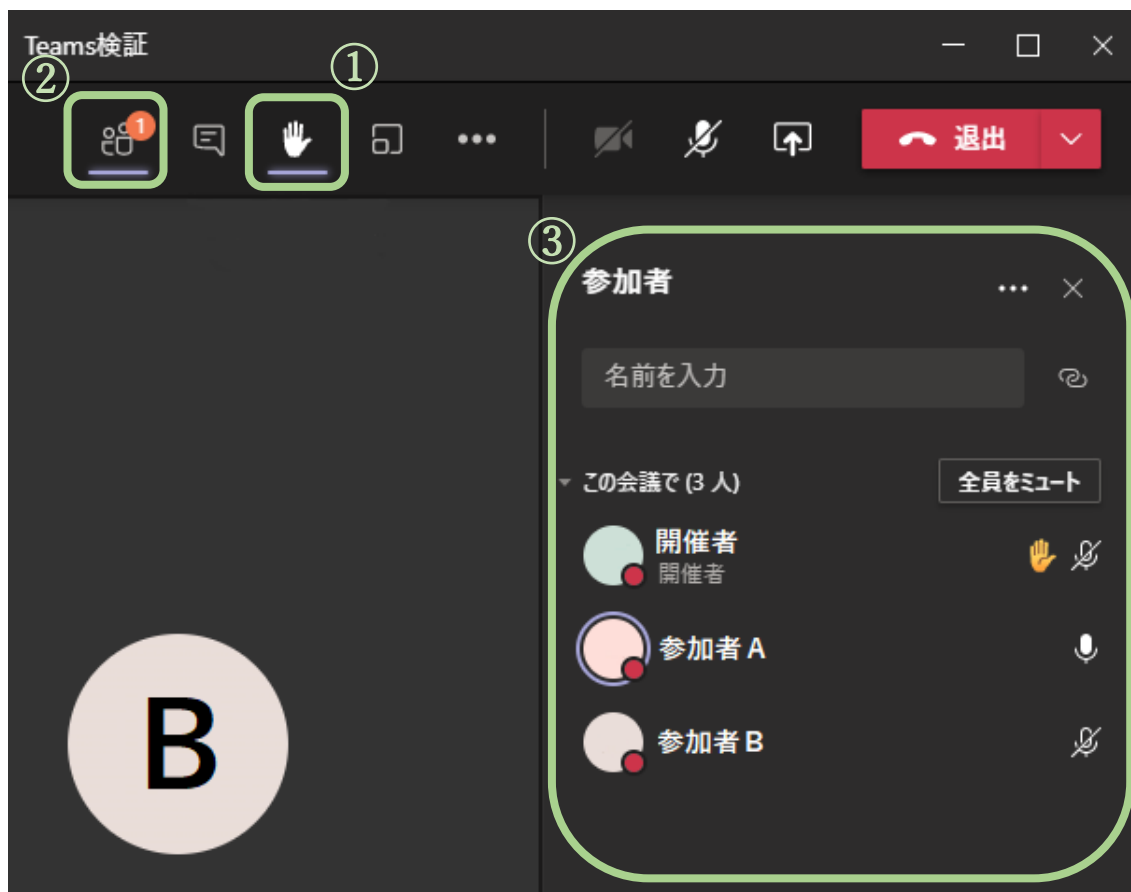 Teams検証
②
①
1
退出
③
参加者
名前を入力
この会議で (3 人)
全員をミュート
開催者
開催者
参加者 A
参加者 B
B